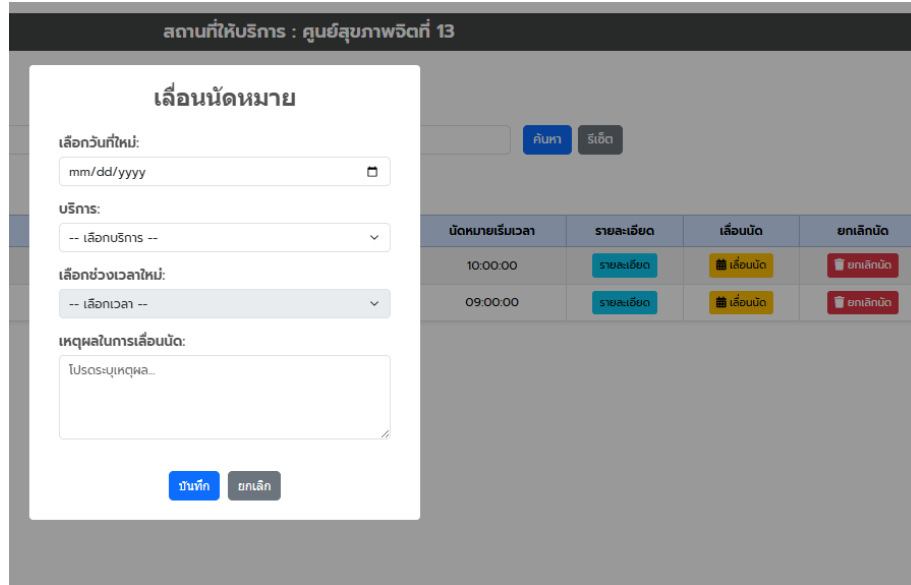 สถานที่ให้บริการ : ศูนย์สุขภาพจิตที่ 13
เลื่อนนัดหมาย
เลือกวันที่ใหม่:
mm/dd/yyyy
บริการ:
-- เลือกบริการ --
เลือกช่วงเวลาใหม่:
-- เลือกเวลา --
เหตุผลในการเลื่อนนัด:
โปรดระบุเหตุผล...
บันทึก ยกเลิก
ค้นหา รีเซ็ต
นัดหมายเริ่มเวลา รายละเอียด เลื่อนนัด ยกเลิกนัด
10:00:00 รายละเอียด เลื่อนนัด ยกเลิกนัด
09:00:00 รายละเอียด เลื่อนนัด ยกเลิกนัด